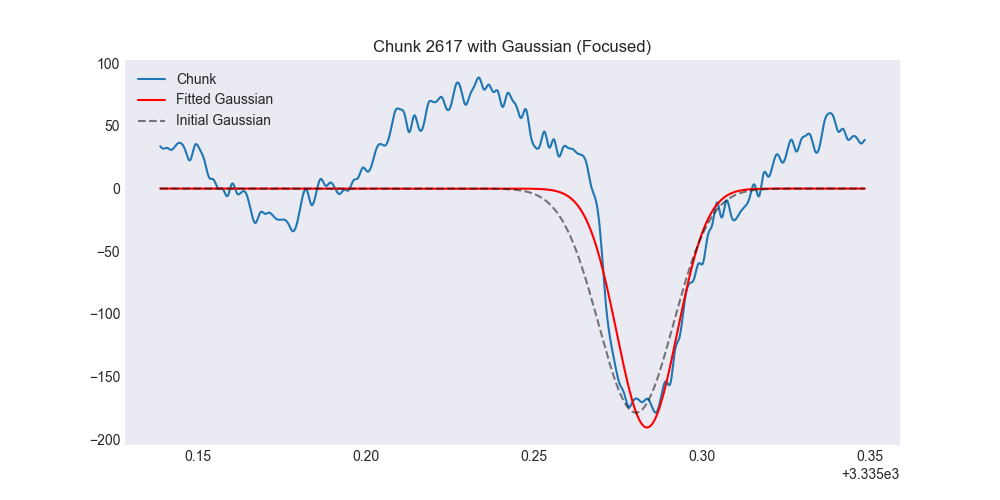 Chunk 2617 with Gaussian (Focused)
Chunk
Fitted Gaussian
Initial Gaussian
100
50
0
−50
−100
−150
−200
0.15 0.20 0.25 0.30 0.35
+3.335e3